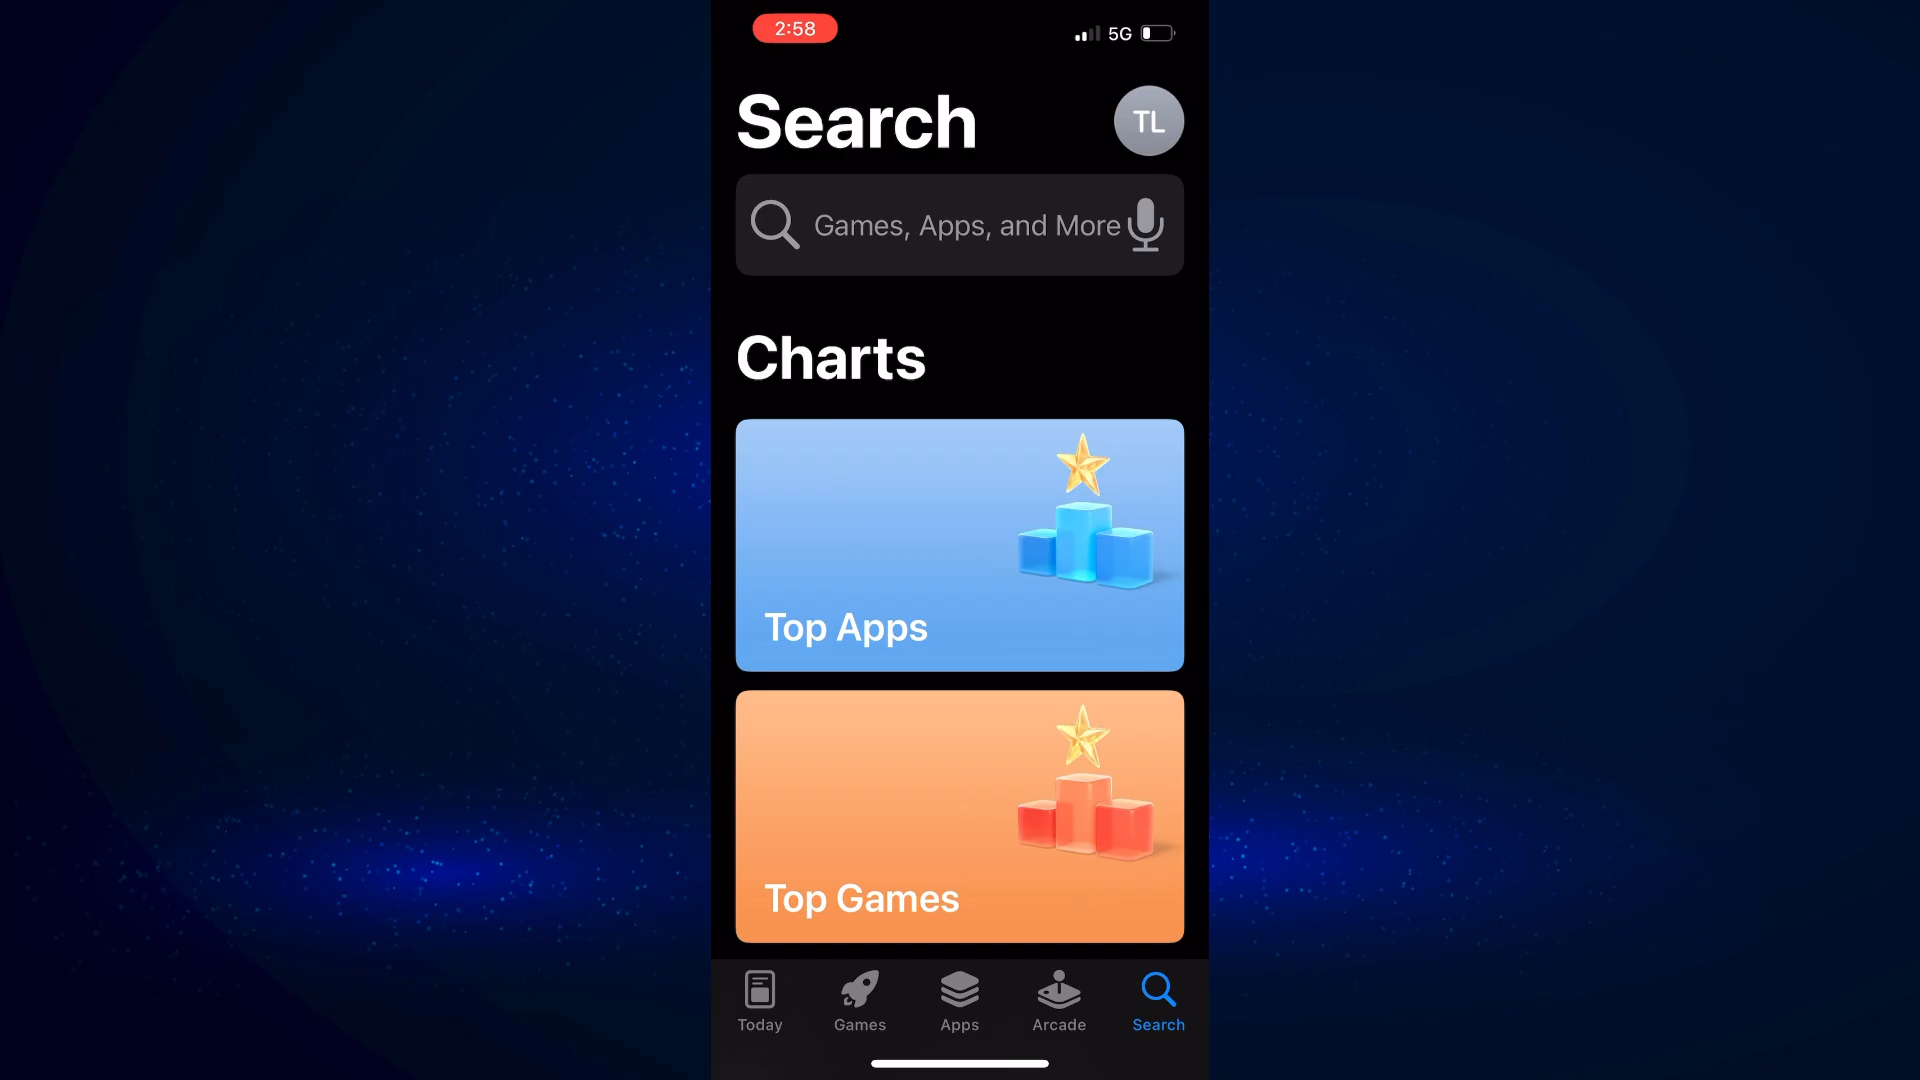 2:58
5G
Search
TL
Games, Apps, and More
Charts
Top Apps
Top Games
Today
Games
Apps
Arcade
Search